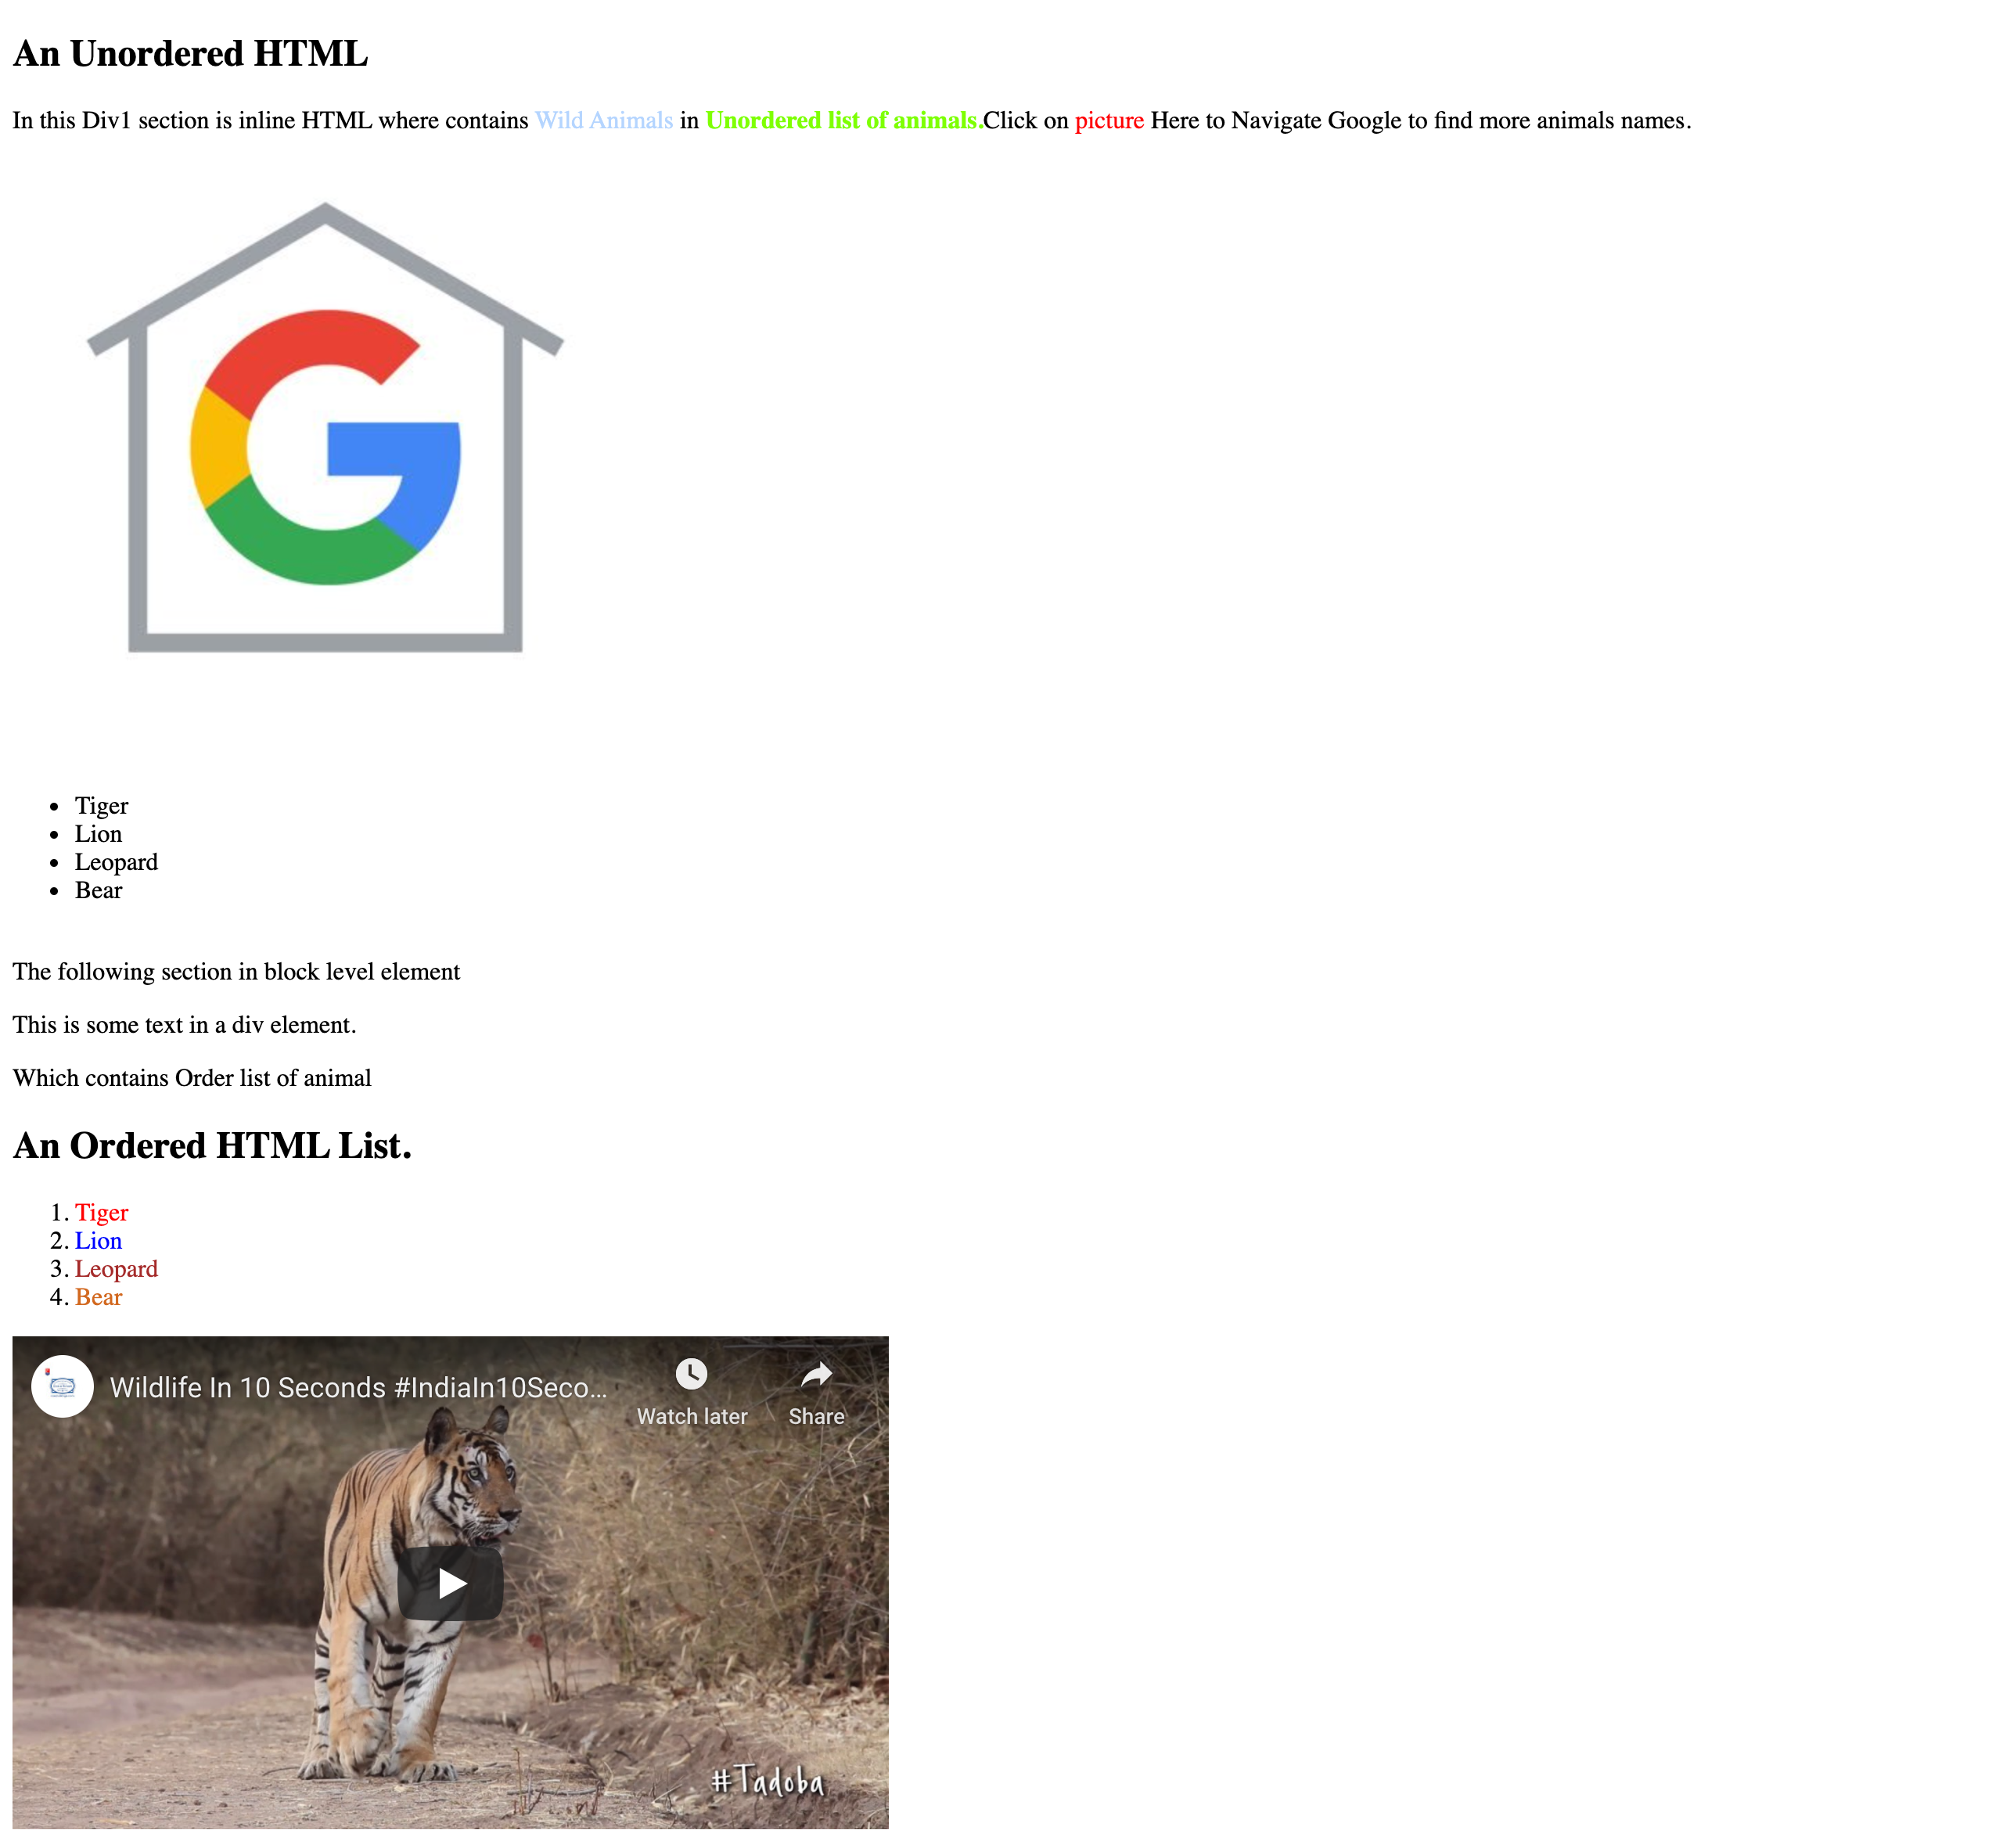 An Unordered HTML
In this Div1 section is inline HTML where contains Wild Animals in Unordered list of animals.Click on picture Here to Navigate Google to find more animals names.
G
• Tiger
• Lion
• Leopard
• Bear
The following section in block level element
This is some text in a div element.
Which contains Order list of animal
An Ordered HTML List.
1. Tiger
2. Lion
3. Leopard
4. Bear
Wildlife In 10 Seconds #IndiaIn10Seco...
Watch later
Share
#Tadoba